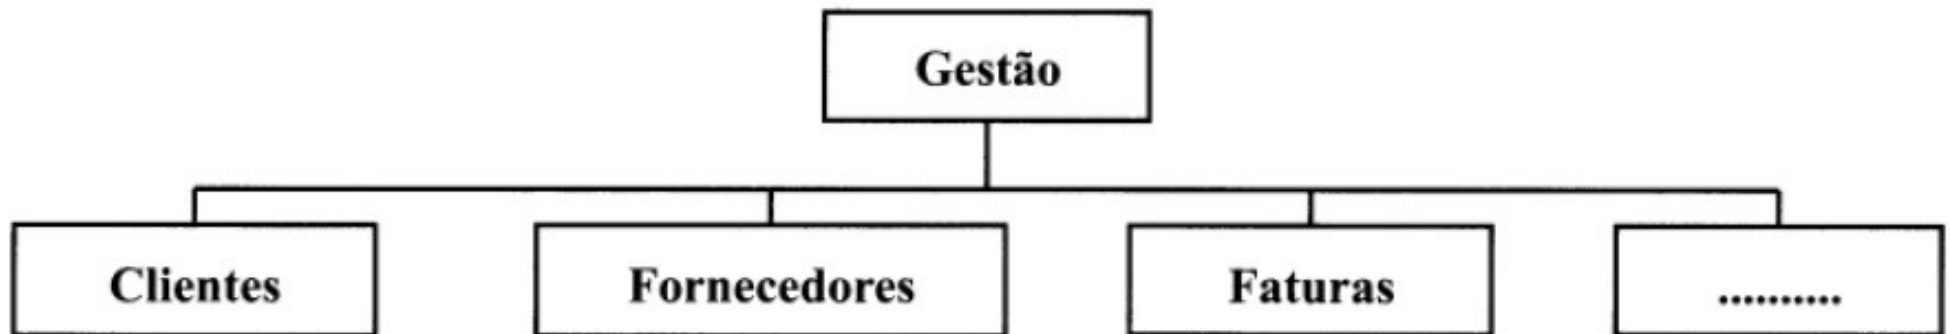 Gestão
Clientes
Fornecedores
Faturas
..........